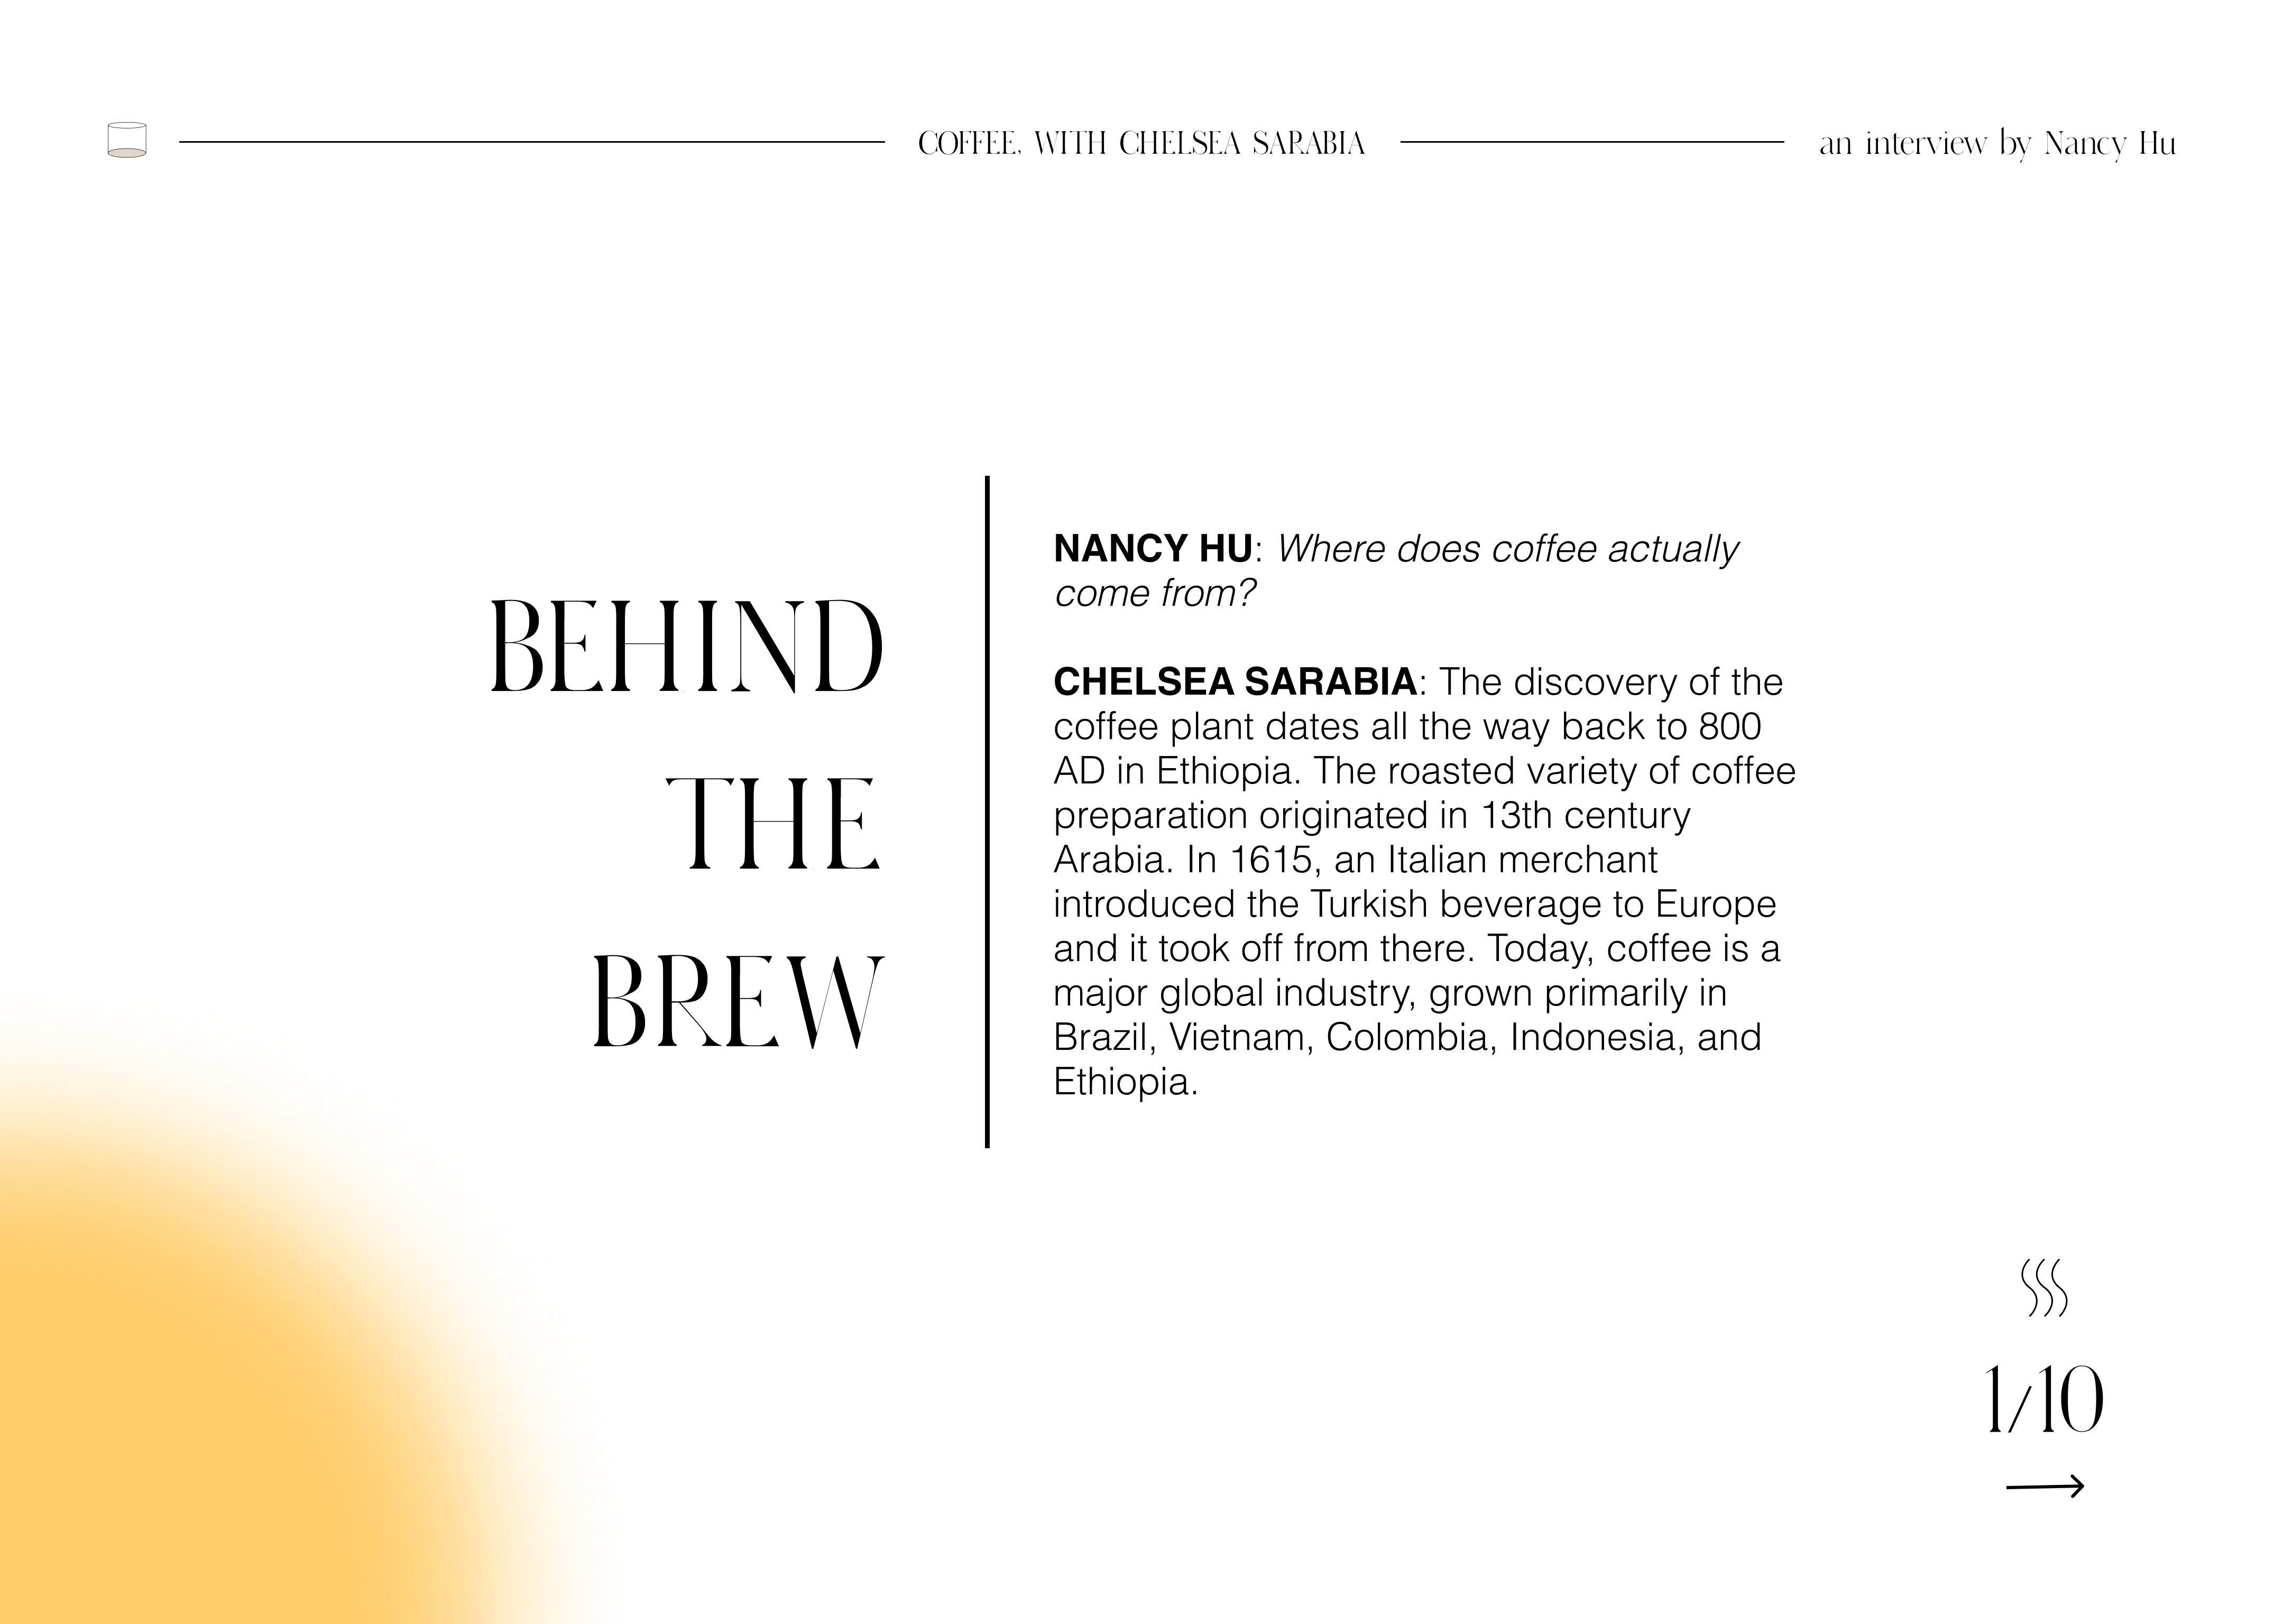 COFFEE, WITH CHELSEA SARABIA
an interview by Nancy Hu
BEHIND
THE
BREW
NANCY HU: Where does coffee actually
come from?
CHELSEA SARABIA: The discovery of the
coffee plant dates all the way back to 800
AD in Ethiopia. The roasted variety of coffee
preparation originated in 13th century
Arabia. In 1615, an Italian merchant
introduced the Turkish beverage to Europe
and it took off from there. Today, coffee is a
major global industry, grown primarily in
Brazil, Vietnam, Colombia, Indonesia, and
Ethiopia.
1/10